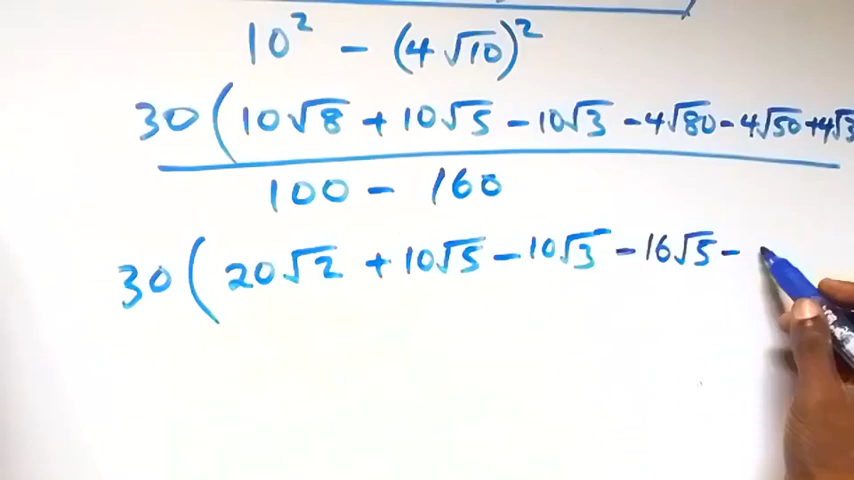 10² - (4√10)²
30 (10√8 + 10√5 - 10√3 - 4√80 - 4√50 + 4√3
100 - 160
30 ( 20√2 + 10√5 - 10√3 - 16√5 -